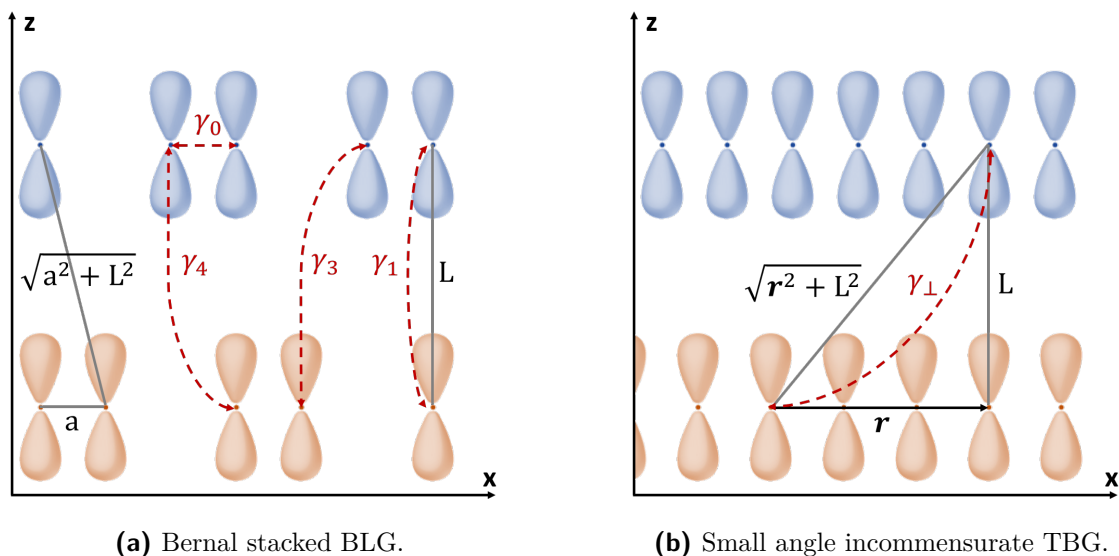 z
γ₀
γ₄
γ₃
γ₁
√(a² + L²)
L
a
x
(a) Bernal stacked BLG.
z
√(r² + L²)
γ⊥
L
r
x
(b) Small angle incommensurate TBG.